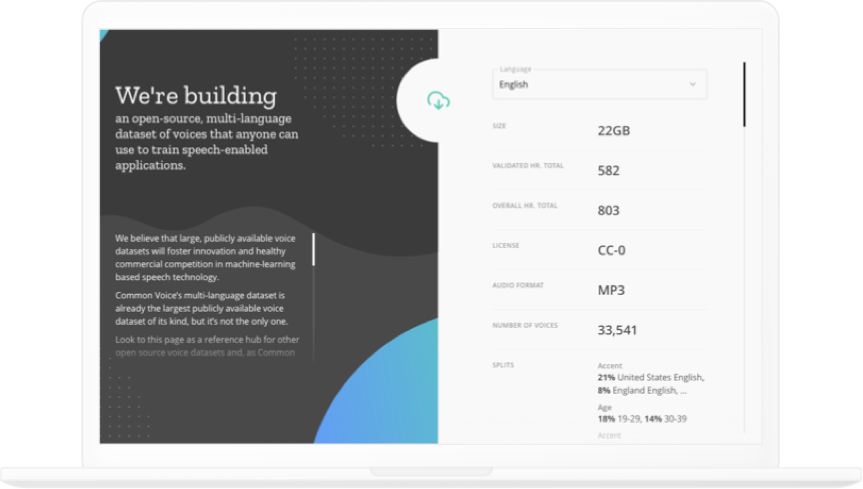 We're building
an open-source, multi-language
dataset of voices that anyone can
use to train speech-enabled
applications.
We believe that large, publicly available voice
datasets will foster innovation and healthy
commercial competition in machine-learning
based speech technology.
Common Voice's multi-language dataset is
already the largest publicly available voice
dataset of its kind, but it's not the only one.
Look to this page as a reference hub for other
open source voice datasets and, as Common
Language
English
SIZE
22GB
VALIDATED HR. TOTAL
582
OVERALL HR. TOTAL
803
LICENSE
CC-0
AUDIO FORMAT
MP3
NUMBER OF VOICES
33,541
SPLITS
Accent
21% United States English,
8% England English, ...
Age
18% 19-29, 14% 30-39
Accent